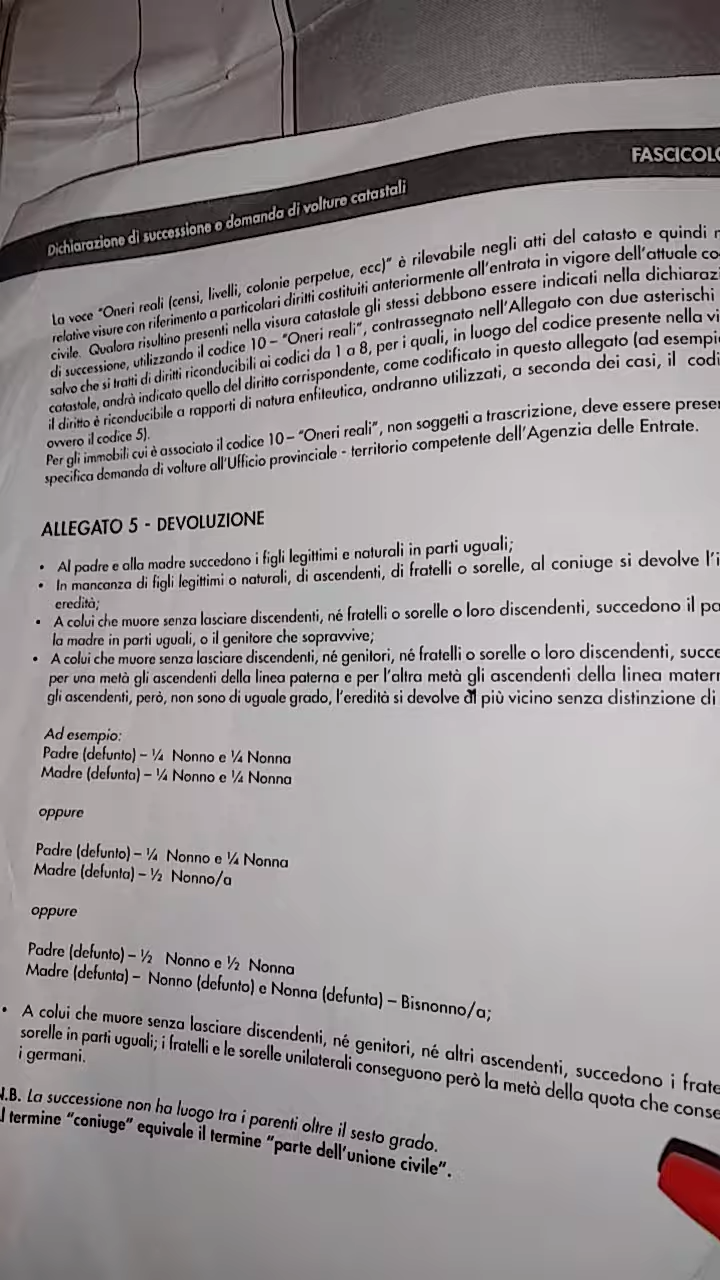 FASCICOLO
Dichiarazione di successione e domanda di volture catastali
La voce "Oneri reali (censi, livelli, colonie perpetue, ecc)" è rilevabile negli atti del catasto e quindi
relative visure con riferimento a particolari diritti costituiti anteriormente all'entrata in vigore dell'attuale co
civile. Qualora risultino presenti nella visura catastale gli stessi debbono essere indicati nella dichiarazi
di successione, utilizzando il codice 10 – "Oneri reali", contrassegnato nell'Allegato con due asterischi
salvo che si tratti di diritti riconducibili ai codici da 1 a 8, per i quali, in luogo del codice presente nella vi
catastale, andrà indicato quello del diritto corrispondente, come codificato in questo allegato (ad esempi
il diritto è riconducibile a rapporti di natura enfiteutica, andranno utilizzati, a seconda dei casi, il codi
ovvero il codice 5).
Per gli immobili cui è associato il codice 10 – "Oneri reali", non soggetti a trascrizione, deve essere presen
specifica domanda di volture all'Ufficio provinciale - territorio competente dell'Agenzia delle Entrate.
ALLEGATO 5 - DEVOLUZIONE
• Al padre e alla madre succedono i figli legittimi e naturali in parti uguali;
• In mancanza di figli legittimi o naturali, di ascendenti, di fratelli o sorelle, al coniuge si devolve l'i
eredità;
• A colui che muore senza lasciare discendenti, né fratelli o sorelle o loro discendenti, succedono il pa
la madre in parti uguali, o il genitore che sopravvive;
• A colui che muore senza lasciare discendenti, né genitori, né fratelli o sorelle o loro discendenti, succe
per una metà gli ascendenti della linea paterna e per l'altra metà gli ascendenti della linea matern
gli ascendenti, però, non sono di uguale grado, l'eredità si devolve al più vicino senza distinzione di
Ad esempio:
Padre (defunto) – ¼ Nonno e ¼ Nonna
Madre (defunta) – ¼ Nonno e ¼ Nonna
oppure
Padre (defunto) – ¼ Nonno e ¼ Nonna
Madre (defunta) – ½ Nonno/a
oppure
Padre (defunto) – ½ Nonno e ½ Nonna
Madre (defunta) – Nonno (defunto) e Nonna (defunta) – Bisnonno/a;
• A colui che muore senza lasciare discendenti, né genitori, né altri ascendenti, succedono i frate
sorelle in parti uguali; i fratelli e le sorelle unilaterali conseguono però la metà della quota che conse
i germani.
N.B. La successione non ha luogo tra i parenti oltre il sesto grado.
Il termine "coniuge" equivale il termine "parte dell'unione civile".